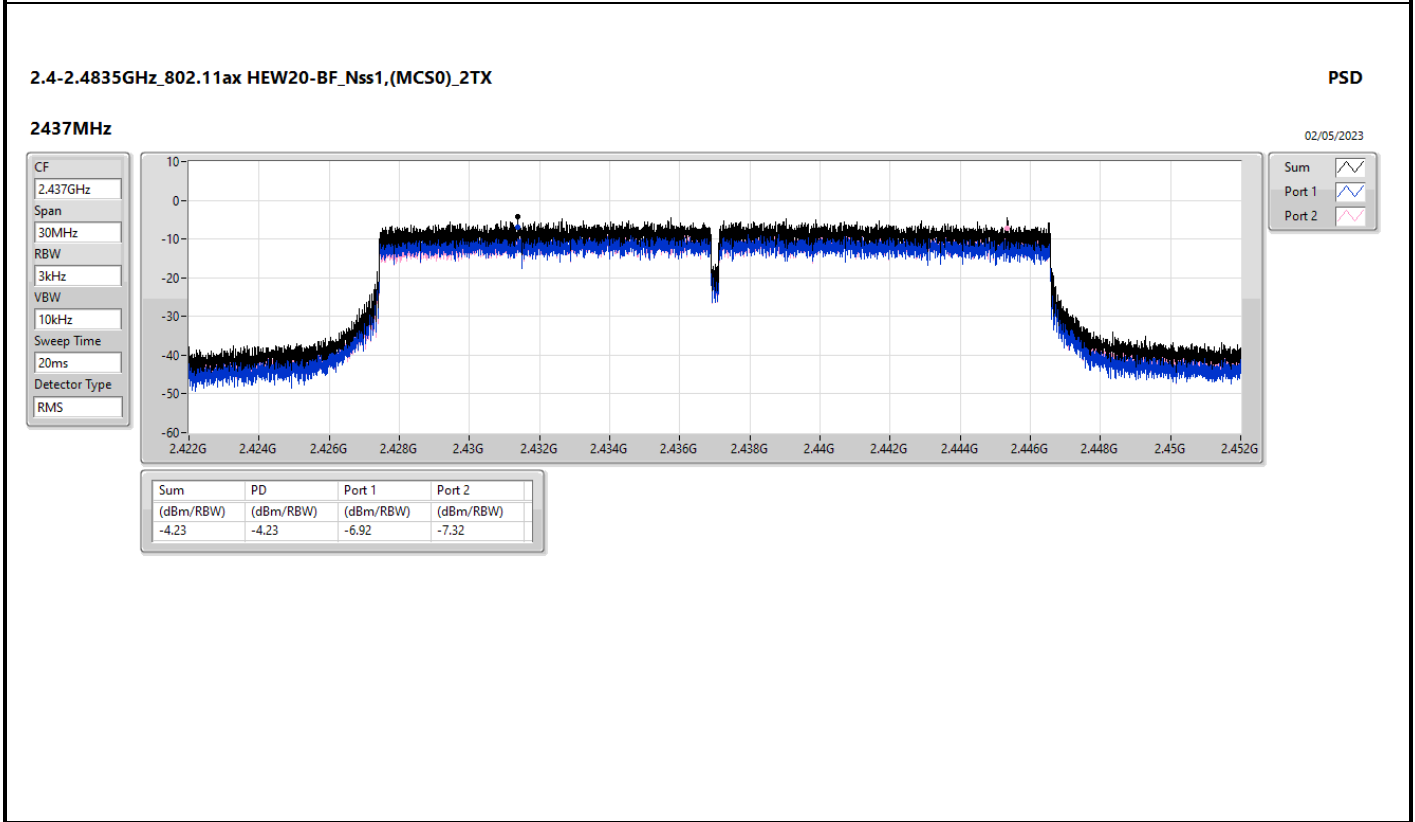 2.4-2.4835GHz_802.11ax HEW20-BF_Nss1,(MCS0)_2TX
PSD
2437MHz
02/05/2023
CF
2.437GHz
Span
30MHz
RBW
3kHz
VBW
10kHz
Sweep Time
20ms
Detector Type
RMS
10
0
-10
-20
-30
-40
-50
-60
2.422G 2.424G 2.426G 2.428G 2.43G 2.432G 2.434G 2.436G 2.438G 2.44G 2.442G 2.444G 2.446G 2.448G 2.45G 2.452G
Sum
Port 1
Port 2
Sum PD Port 1 Port 2
(dBm/RBW) (dBm/RBW) (dBm/RBW) (dBm/RBW)
-4.23 -4.23 -6.92 -7.32